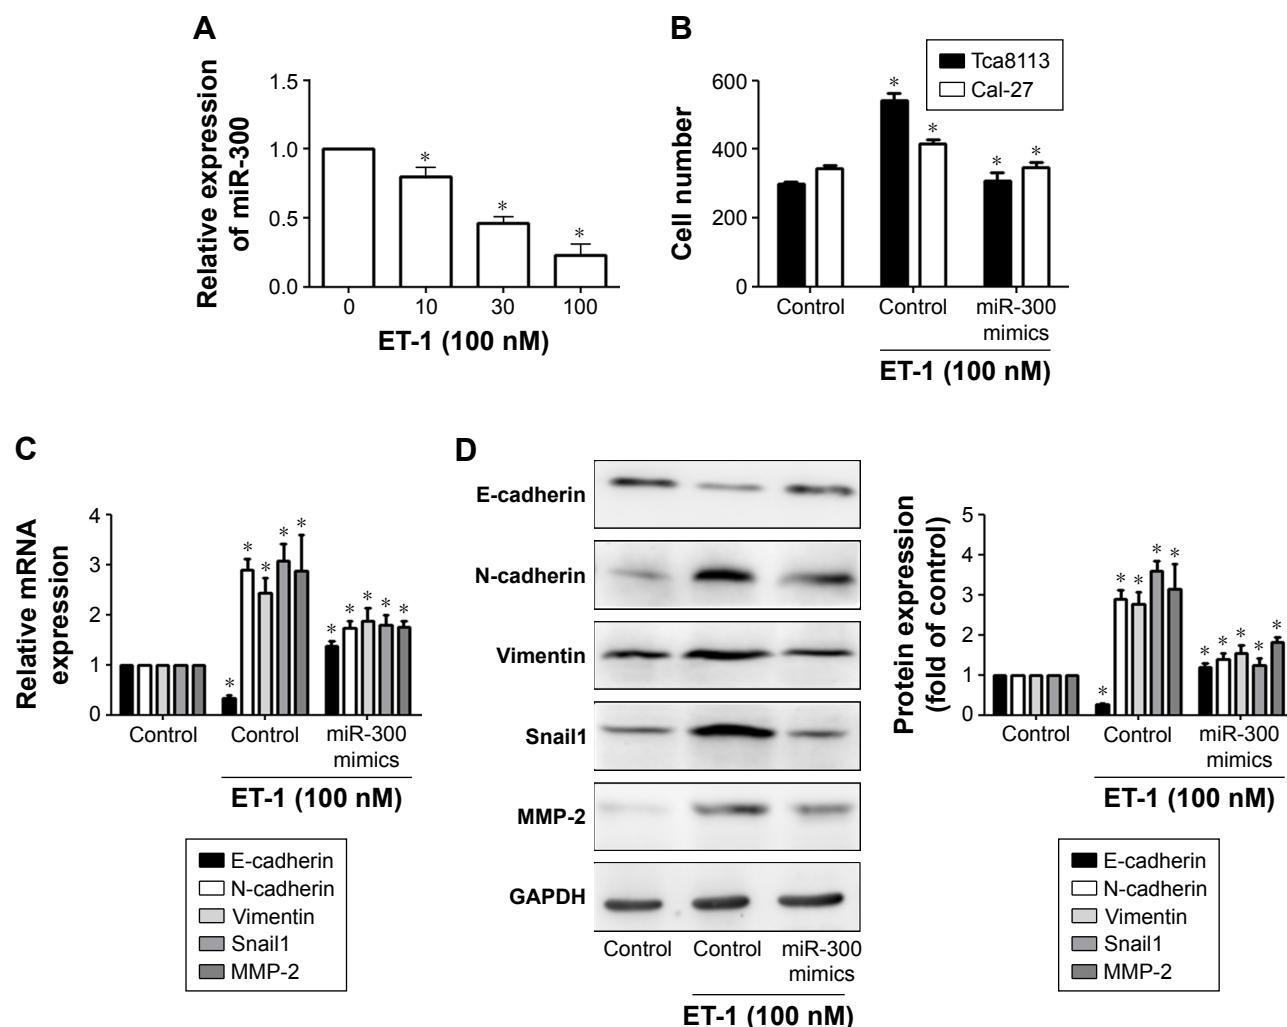 A
Relative expression
of miR-300
1.5
1.0
0.5
0.0
*
*
*
0
10
30
100
ET-1 (100 nM)
B
Tca8113
Cal-27
Cell number
600
400
200
0
*
*
*
*
Control
Control
miR-300
mimics
ET-1 (100 nM)
C
Relative mRNA
expression
4
3
2
1
0
*
*
*
*
*
*
*
*
*
*
Control
Control
miR-300
mimics
ET-1 (100 nM)
E-cadherin
N-cadherin
Vimentin
Snail1
MMP-2
D
E-cadherin
N-cadherin
Vimentin
Snail1
MMP-2
GAPDH
Control
Control
miR-300
mimics
ET-1 (100 nM)
Protein expression
(fold of control)
5
4
3
2
1
0
*
*
*
*
*
*
*
*
*
*
Control
Control
miR-300
mimics
ET-1 (100 nM)
E-cadherin
N-cadherin
Vimentin
Snail1
MMP-2